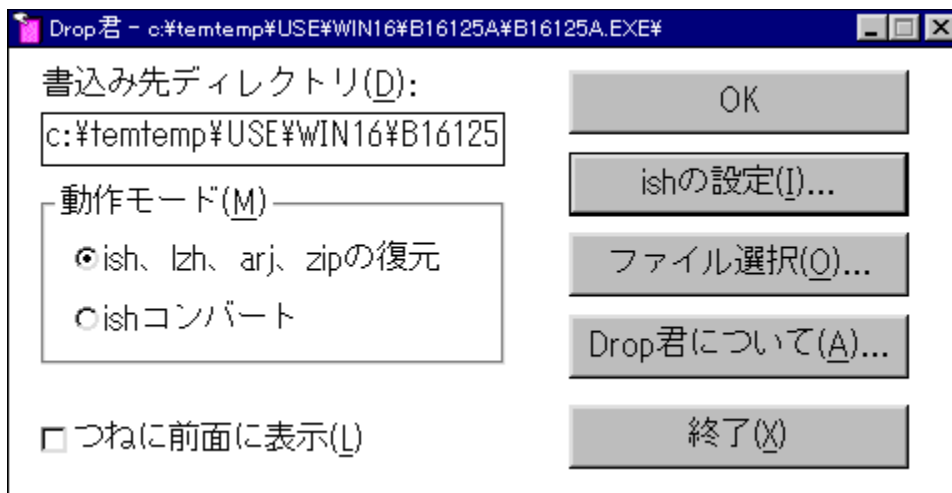 Drop君 - c:¥temtemp¥USE¥WIN16¥B16125A¥B16125A.EXE¥
書込み先ディレクトリ(D):
c:¥temtemp¥USE¥WIN16¥B16125
動作モード(M)
ish、lzh、arj、zipの復元
ishコンバート
つねに前面に表示(L)
OK
ishの設定(I)...
ファイル選択(O)...
Drop君について(A)...
終了(X)